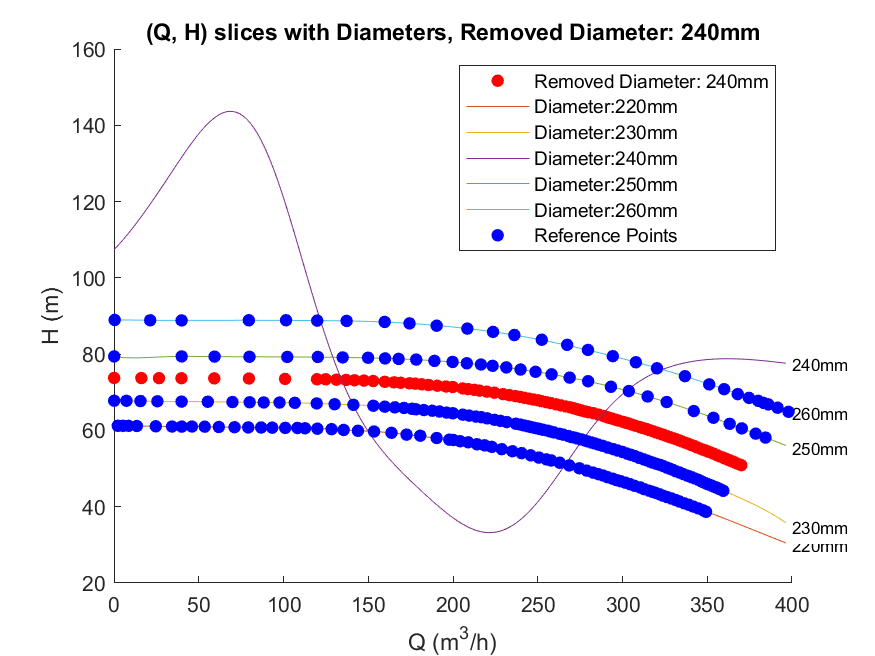 (Q, H) slices with Diameters, Removed Diameter: 240mm
160
140
120
100
80
60
40
20
H (m)
0
50
100
150
200
250
300
350
400
Q (m³/h)
Removed Diameter: 240mm
Diameter:220mm
Diameter:230mm
Diameter:240mm
Diameter:250mm
Diameter:260mm
Reference Points
240mm
260mm
250mm
230mm
220mm